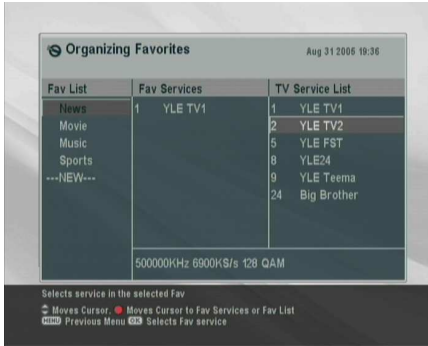 Organizing Favorites
Aug 31 2006 19:36
Fav List Fav Services TV Service List
News 1 YLE TV1 1 YLE TV1
Movie 2 YLE TV2
Music 5 YLE FST
Sports 8 YLE24
---NEW--- 9 YLE Teema
24 Big Brother
500000KHz 6900KS/s 128 QAM
Selects service in the selected Fav
Moves Cursor. Moves Cursor to Fav Services or Fav List
MENU Previous Menu OK Selects Fav service